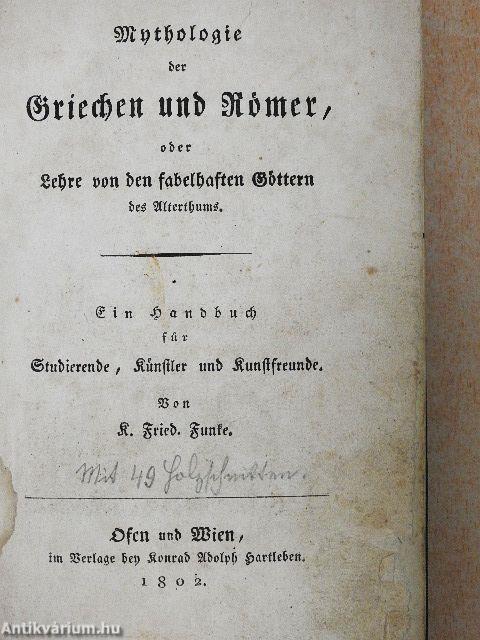 Mythologie
der
Griechen und Römer,
oder
Lehre von den fabelhaften Göttern
des Alterthums.
Ein Handbuch
für
Studierende, Künstler und Kunstfreunde.
Von
K. Fried. Funke.
Mit 49 Holzschnitten.
Ofen und Wien,
im Verlage bey Konrad Adolph Hartleben.
1802.
Antikvárium.hu